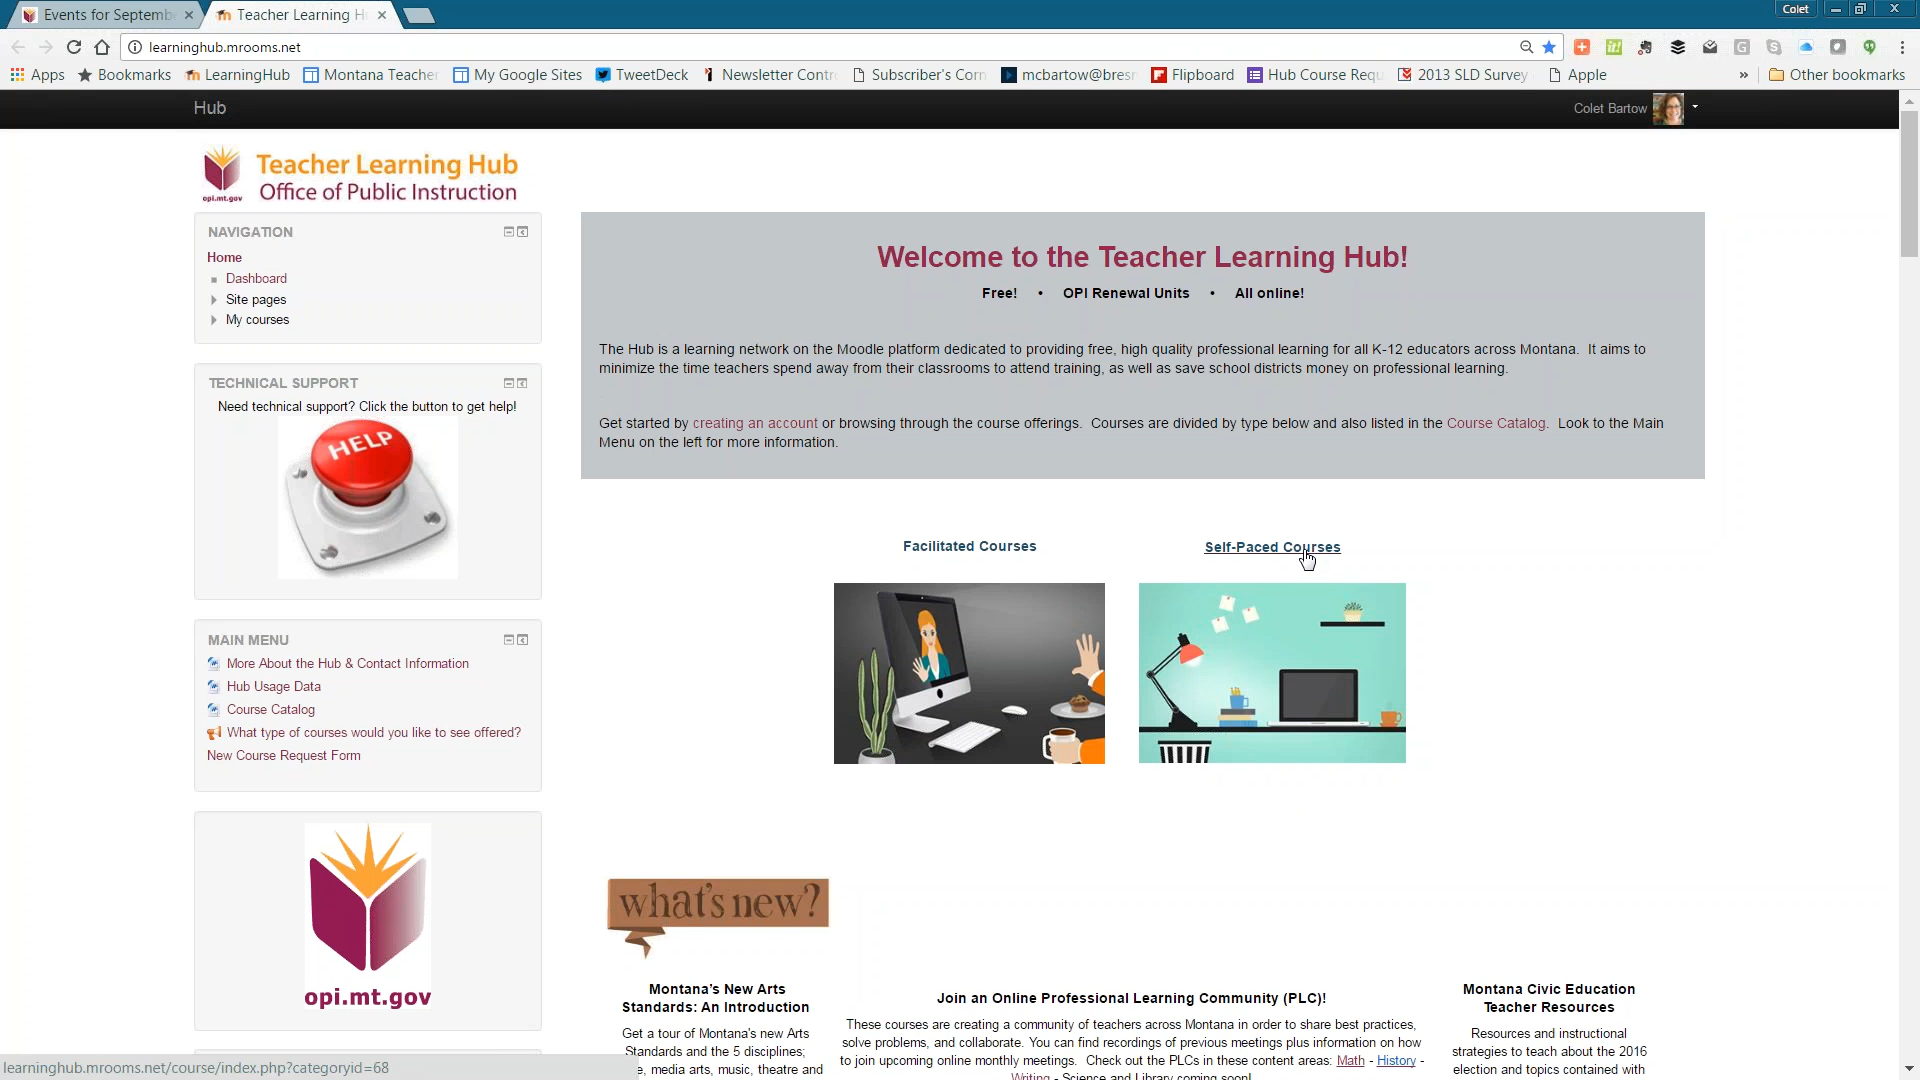 Events for Septemb
Teacher Learning H
Colet
learninghub.mrooms.net
Apps
Bookmarks
LearningHub
Montana Teache
My Google Sites
TweetDeck
Newsletter Contr
Subscriber's Corn
mcbartow@bres
Flipboard
Hub Course Requ
2013 SLD Survey
Apple
»
Other bookmarks
Hub
Colet Bartow
opi.mt.gov
Teacher Learning Hub
Office of Public Instruction
NAVIGATION
Home
Dashboard
Site pages
My courses
TECHNICAL SUPPORT
Need technical support? Click the button to get help!
HELP
MAIN MENU
More About the Hub & Contact Information
Hub Usage Data
Course Catalog
What type of courses would you like to see offered?
New Course Request Form
opi.mt.gov
Welcome to the Teacher Learning Hub!
Free! • OPI Renewal Units • All online!
The Hub is a learning network on the Moodle platform dedicated to providing free, high quality professional learning for all K-12 educators across Montana. It aims to
minimize the time teachers spend away from their classrooms to attend training, as well as save school districts money on professional learning.
Get started by creating an account or browsing through the course offerings. Courses are divided by type below and also listed in the Course Catalog. Look to the Main
Menu on the left for more information.
Facilitated Courses
Self-Paced Courses
what's new?
Montana's New Arts
Standards: An Introduction
Get a tour of Montana's new Arts
Standards and the 5 disciplines;
e, media arts, music, theatre and
Join an Online Professional Learning Community (PLC)!
These courses are creating a community of teachers across Montana in order to share best practices,
solve problems, and collaborate. You can find recordings of previous meetings plus information on how
to join upcoming online monthly meetings. Check out the PLCs in these content areas: Math - History -
Writing - Science and Library coming soon!
Montana Civic Education
Teacher Resources
Resources and instructional
strategies to teach about the 2016
election and topics contained with
learninghub.mrooms.net/course/index.php?categoryid=68